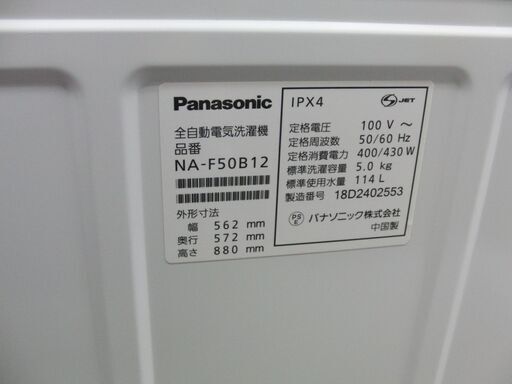 Panasonic
全自動電気洗濯機
品番
NA-F50B12
外形寸法
幅 562 mm
奥行 572 mm
高さ 880 mm
IPX4
S JET
定格電圧 100 V ~
定格周波数 50/60 Hz
定格消費電力 400/430 W
標準洗濯容量 5.0 kg
標準使用水量 114 L
製造番号 18D2402553
PS E パナソニック株式会社
中国製